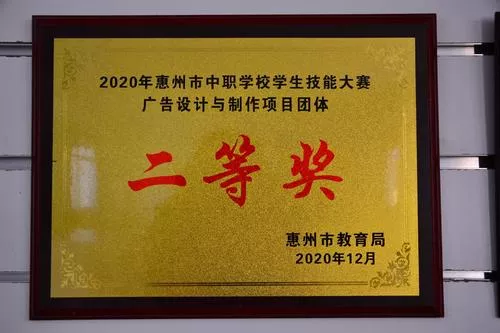 2020年惠州市中职学校学生技能大赛
广告设计与制作项目团体
二等奖
惠州市教育局
2020年12月